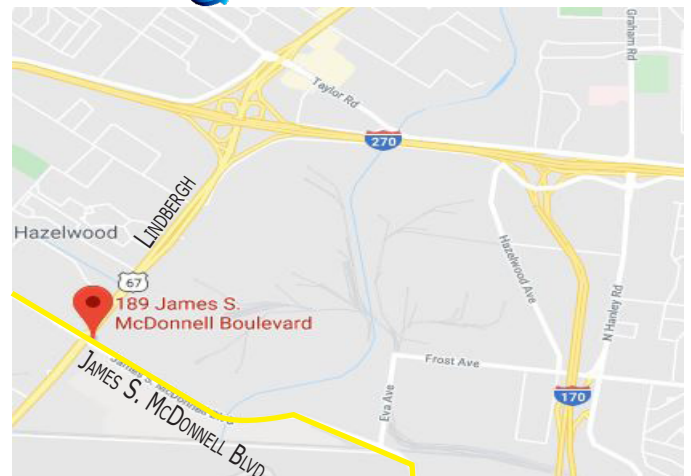 Graham Rd
Taylor Rd
270
LINDBERGH
Hazelwood
67
189 James S.
McDonnell Boulevard
Hazelwood Ave
N Hanley Rd
James S. McDonnell Blvd
JAMES S. MCDONNELL BLVD
Frost Ave
Eva Ave
170